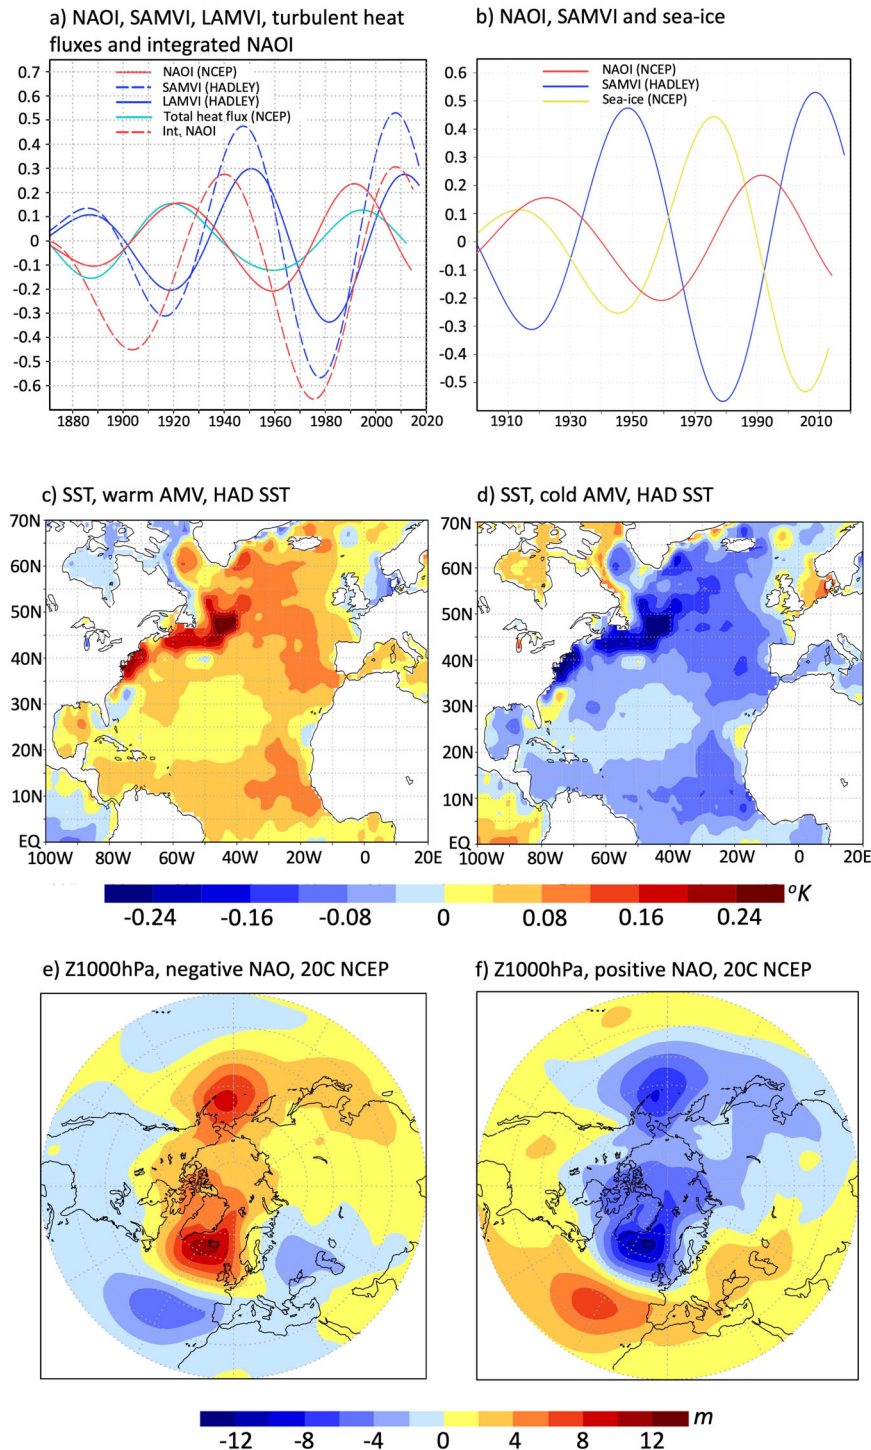 a) NAOI, SAMVI, LAMVI, turbulent heat
fluxes and integrated NAOI
0.7
0.6
0.5
0.4
0.3
0.2
0.1
0
-0.1
-0.2
-0.3
-0.4
-0.5
-0.6
NAOI (NCEP)
SAMVI (HADLEY)
LAMVI (HADLEY)
Total heat flux (NCEP)
Int. NAOI
1880 1900 1920 1940 1960 1980 2000 2020
b) NAOI, SAMVI and sea-ice
0.6
0.5
0.4
0.3
0.2
0.1
0
-0.1
-0.2
-0.3
-0.4
-0.5
NAOI (NCEP)
SAMVI (HADLEY)
Sea-ice (NCEP)
1910 1930 1950 1970 1990 2010
c) SST, warm AMV, HAD SST
70N
60N
50N
40N
30N
20N
10N
EQ
100W 80W 60W 40W 20W 0 20E
d) SST, cold AMV, HAD SST
70N
60N
50N
40N
30N
20N
10N
EQ
100W 80W 60W 40W 20W 0 20E
°K
-0.24 -0.16 -0.08 0 0.08 0.16 0.24
e) Z1000hPa, negative NAO, 20C NCEP
f) Z1000hPa, positive NAO, 20C NCEP
m
-12 -8 -4 0 4 8 12